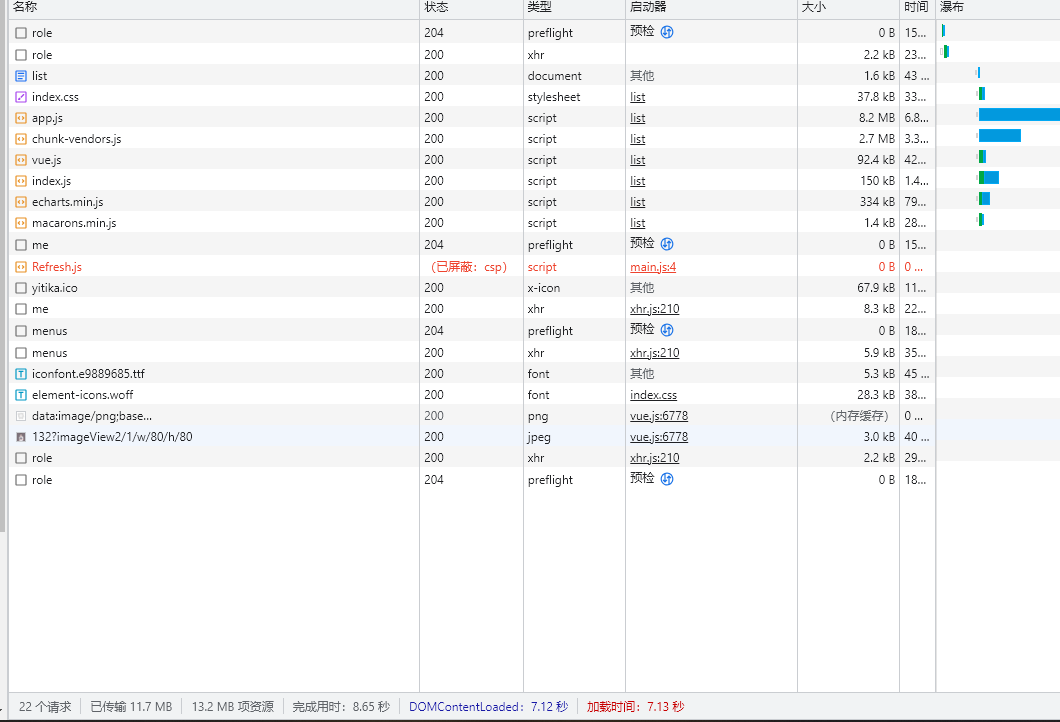 名称 状态 类型 启动器 大小 时间 瀑布
role 204 preflight 预检 0 B 15...
role 200 xhr 2.2 kB 23...
list 200 document 其他 1.6 kB 43 ...
index.css 200 stylesheet list 37.8 kB 33...
app.js 200 script list 8.2 MB 6.8...
chunk-vendors.js 200 script list 2.7 MB 3.3...
vue.js 200 script list 92.4 kB 42...
index.js 200 script list 150 kB 1.4...
echarts.min.js 200 script list 334 kB 79...
macarons.min.js 200 script list 1.4 kB 28...
me 204 preflight 预检 0 B 15...
Refresh.js (已屏蔽：csp) script main.js:4 0 B 0 ...
yitika.ico 200 x-icon 其他 67.9 kB 11...
me 200 xhr xhr.js:210 8.3 kB 22...
menus 204 preflight 预检 0 B 18...
menus 200 xhr xhr.js:210 5.9 kB 35...
iconfont.e9889685.ttf 200 font 其他 5.3 kB 45 ...
element-icons.woff 200 font index.css 28.3 kB 38...
data:image/png;base... 200 png vue.js:6778 (内存缓存) 0 ...
132?imageView2/1/w/80/h/80 200 jpeg vue.js:6778 3.0 kB 40 ...
role 200 xhr xhr.js:210 2.2 kB 29...
role 204 preflight 预检 0 B 18...
22 个请求 已传输 11.7 MB 13.2 MB 项资源 完成用时：8.65 秒 DOMContentLoaded：7.12 秒 加载时间：7.13 秒